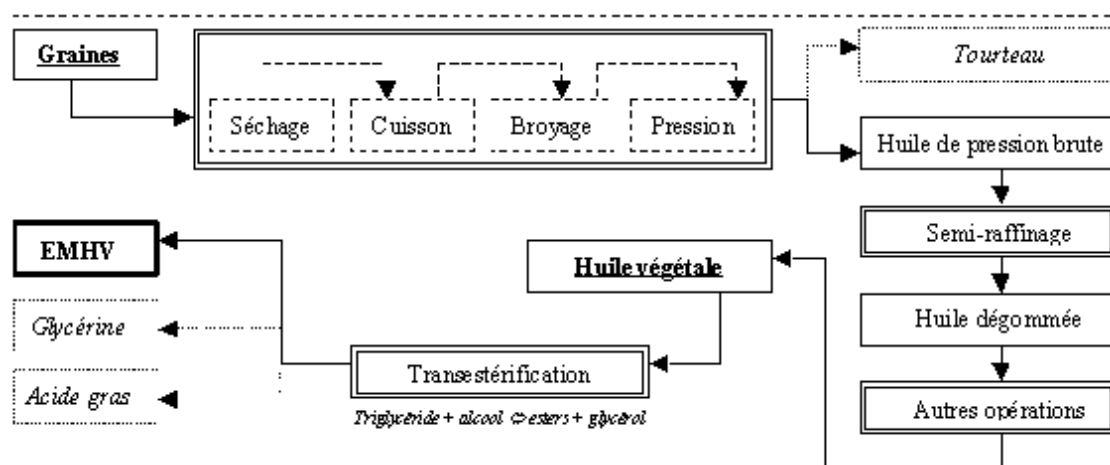 Graines
Tourteau
Séchage
Cuisson
Broyage
Pression
Huile de pression brute
Semi-raffinage
EMHV
Huile végétale
Glycérine
Huile dégommée
Transestérification
Acide gras
Autres opérations
Triglycéride + alcool ⇔ esters + glycérol